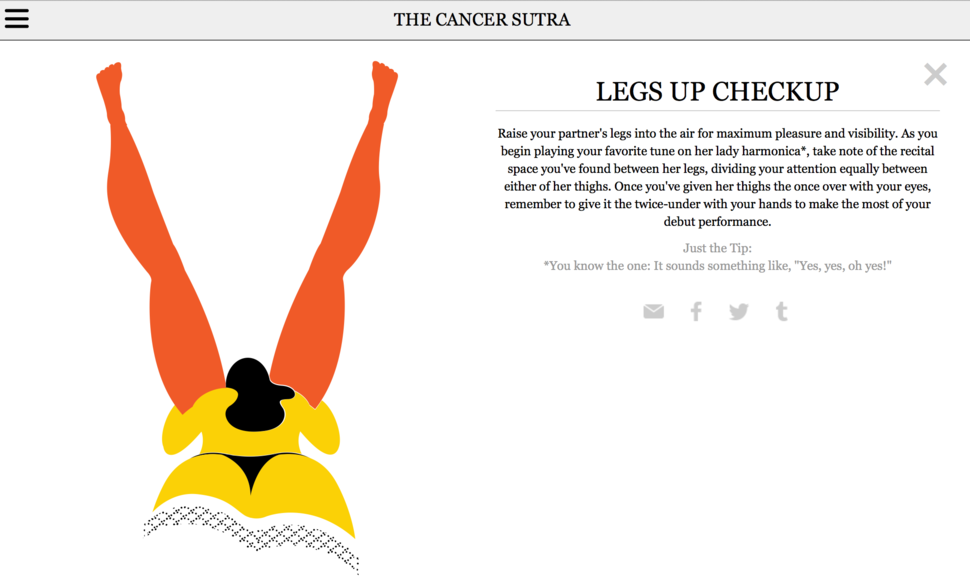 THE CANCER SUTRA
LEGS UP CHECKUP
Raise your partner's legs into the air for maximum pleasure and visibility. As you
begin playing your favorite tune on her lady harmonica*, take note of the recital
space you've found between her legs, dividing your attention equally between
either of her thighs. Once you've given her thighs the once over with your eyes,
remember to give it the twice-under with your hands to make the most of your
debut performance.
Just the Tip:
*You know the one: It sounds something like, "Yes, yes, oh yes!"